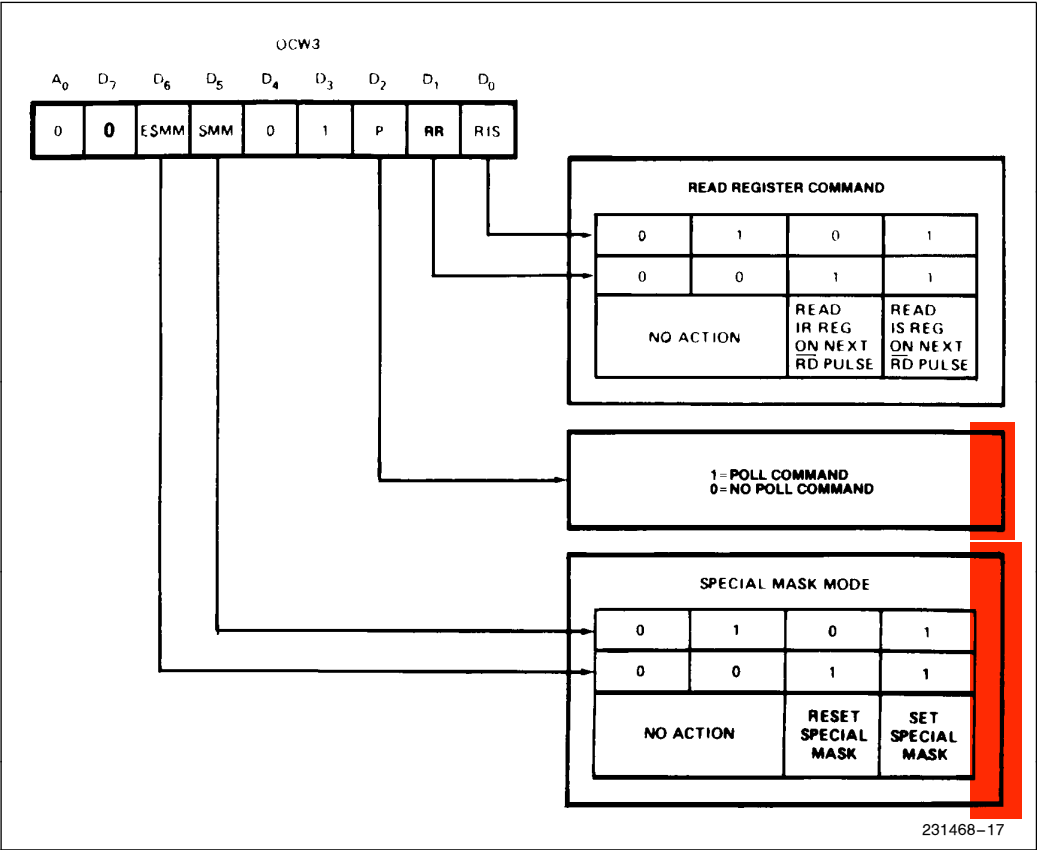 OCW3
A0 D7 D6 D5 D4 D3 D2 D1 D0
0 0 ESMM SMM 0 1 P RR RIS
READ REGISTER COMMAND
0 1 0 1
0 0 1 1
NO ACTION
READ
IR REG
ON NEXT
RD PULSE
READ
IS REG
ON NEXT
RD PULSE
1=POLL COMMAND
0=NO POLL COMMAND
SPECIAL MASK MODE
0 1 0 1
0 0 1 1
NO ACTION
RESET
SPECIAL
MASK
SET
SPECIAL
MASK
231468–17